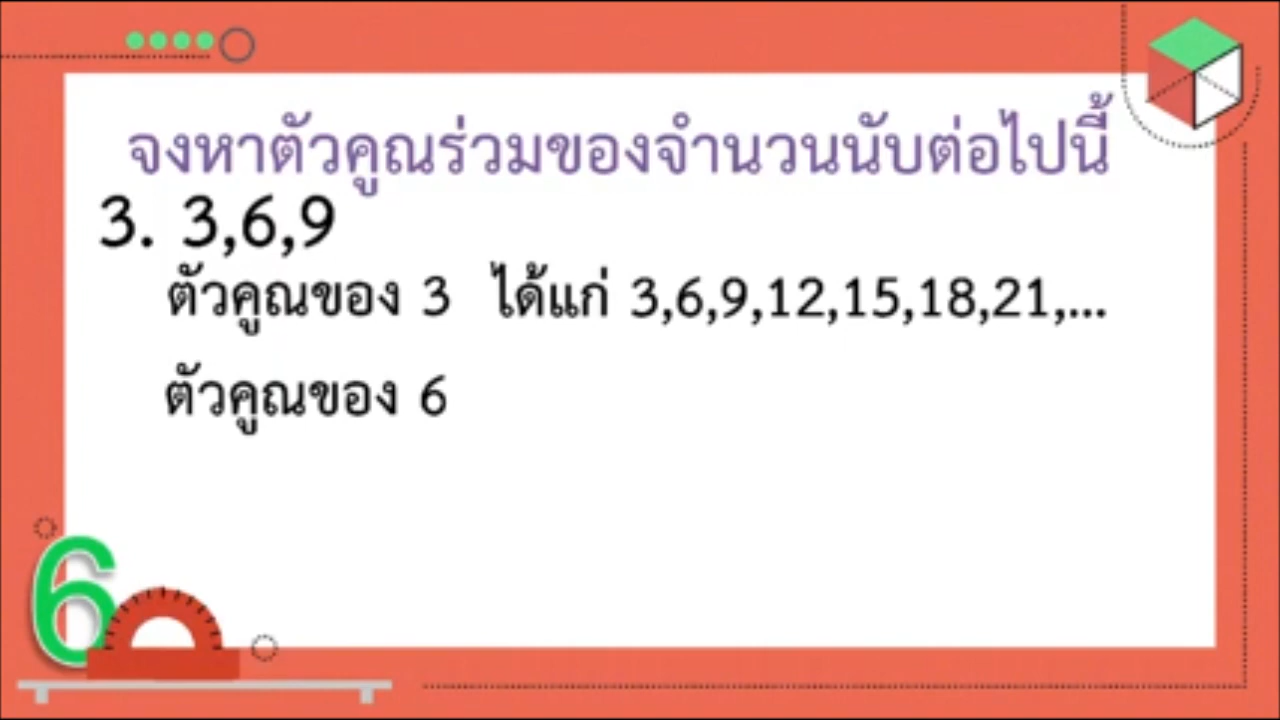 จงหาตัวคูณร่วมของจำนวนนับต่อไปนี้
3. 3,6,9
ตัวคูณของ 3 ได้แก่ 3,6,9,12,15,18,21,...
ตัวคูณของ 6
6